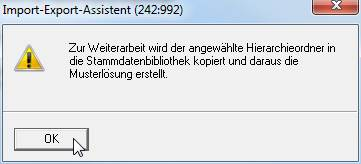 Import-Export-Assistent (242:992)
Zur Weiterarbeit wird der angewählte Hierarchieordner in
die Stammdatenbibliothek kopiert und daraus die
Musterlösung erstellt.
OK